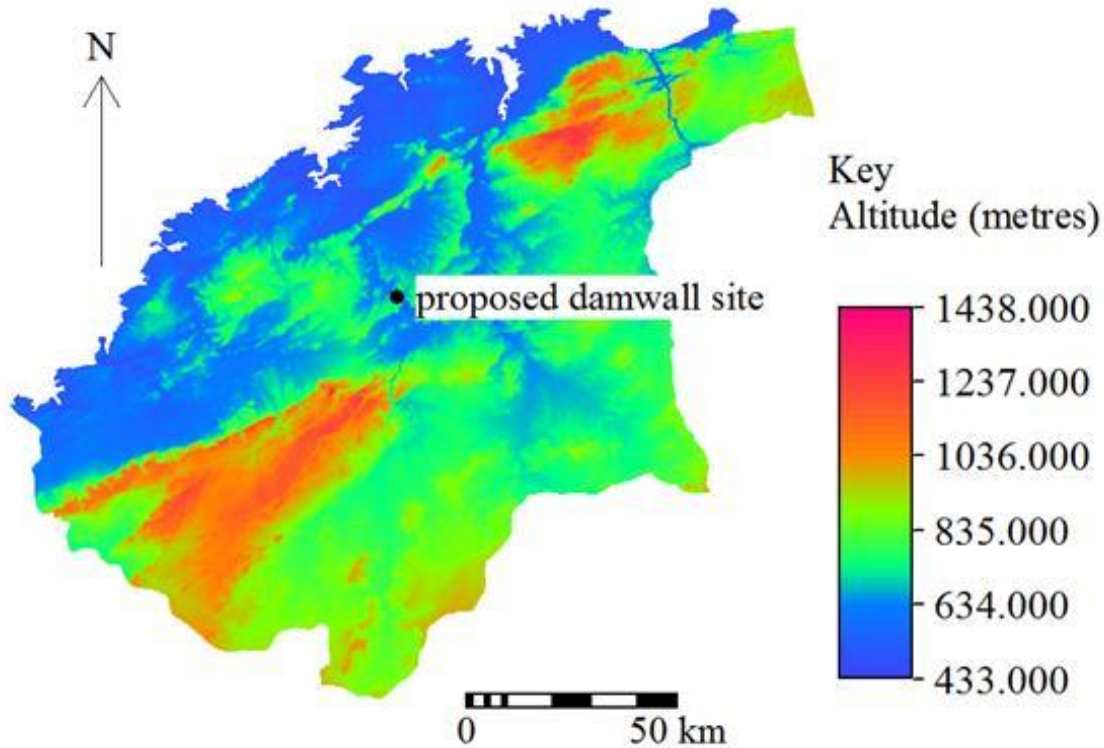 N
proposed damwall site
Key
Altitude (metres)
1438.000
1237.000
1036.000
835.000
634.000
433.000
0 50 km